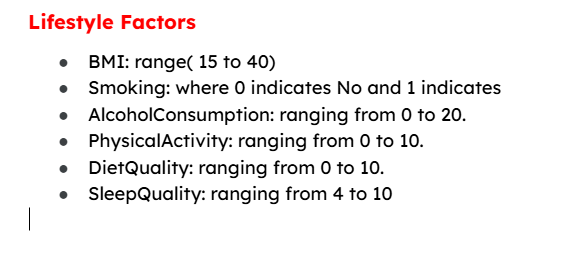 Lifestyle Factors
● BMI: range( 15 to 40)
● Smoking: where 0 indicates No and 1 indicates
● AlcoholConsumption: ranging from 0 to 20.
● PhysicalActivity: ranging from 0 to 10.
● DietQuality: ranging from 0 to 10.
● SleepQuality: ranging from 4 to 10